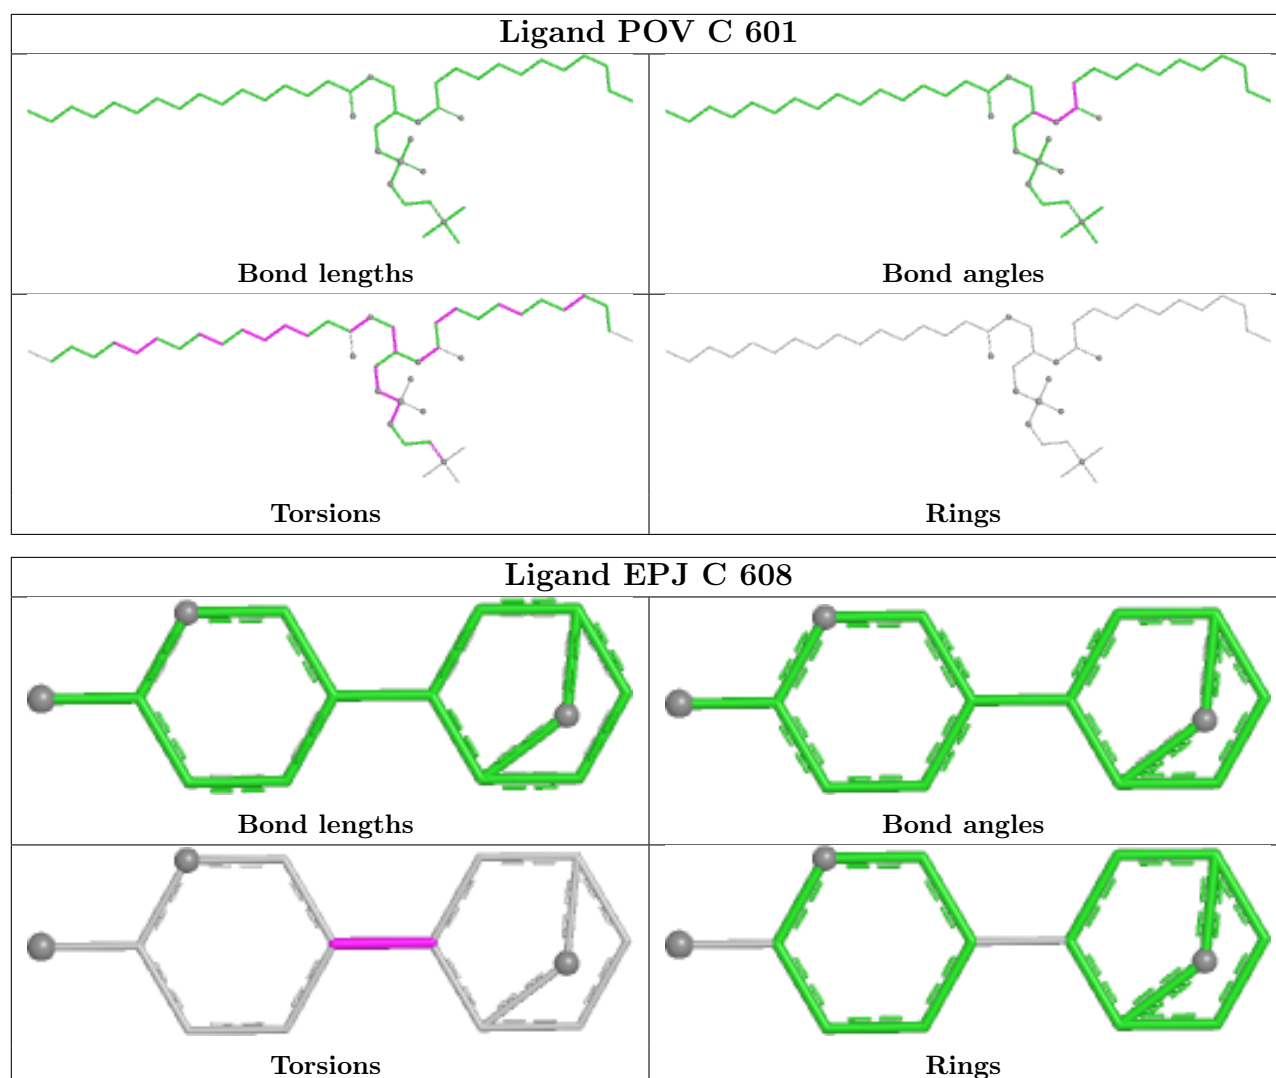 Ligand POV C 601
Bond lengths
Bond angles
Torsions
Rings
Ligand EPJ C 608
Bond lengths
Bond angles
Torsions
Rings